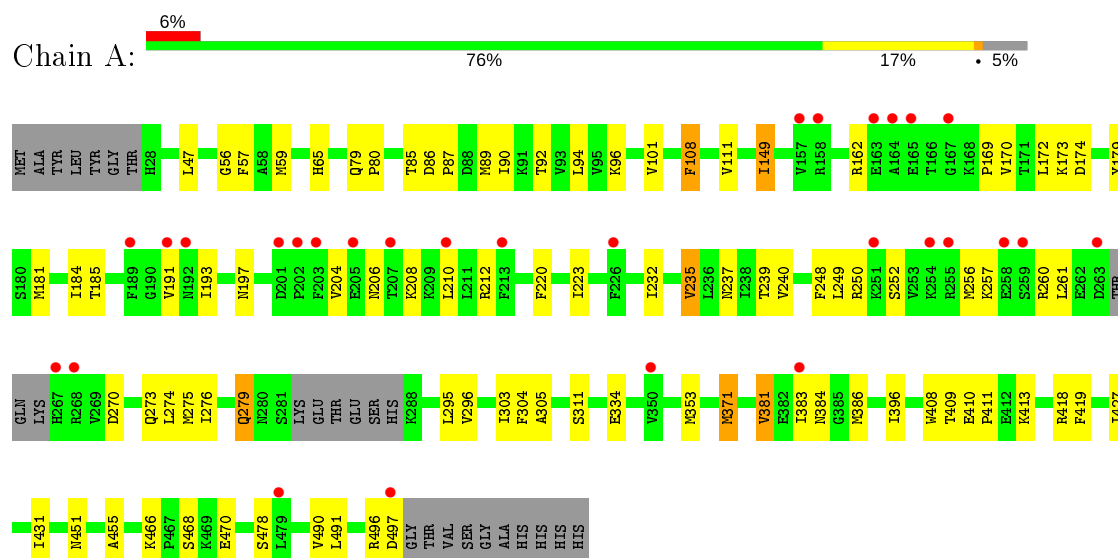 6%
Chain A:
76% 17% • 5%
MET ALA TYR LEU TYR GLY THR H28 L47 G56 F57 A58 M59 H65 Q79 P80 T85 D86 P87 D88 M89 I90 K91 T92 V93 L94 V95 K96 V101 F108 V111 I149 V157 R158 R162 E163 A164 E165 T166 G167 K168 P169 V170 T171 L172 K173 D174 Y179
S180 M181 I184 T185 F189 G190 V191 N192 I193 N197 D201 P202 F203 V204 E205 N206 T207 K208 K209 L210 L211 R212 F213 F220 I223 F226 I232 V235 L236 N237 I238 T239 V240 F248 L249 R250 K251 S252 V253 K254 R255 M256 K257 E258 S259 R260 L261 E262 D263 THR
GLN LYS H267 R268 V269 D270 Q273 L274 M275 I276 Q279 N280 S281 LYS GLU THR GLU SER HIS K288 L295 V296 I303 F304 A305 S311 E334 V350 M353 M371 V381 E382 I383 N384 G385 M386 I396 W408 T409 E410 P411 E412 K413 R418 F419
I431 N451 A455 K466 P467 S468 K469 E470 S478 L479 V490 L491 R496 D497 GLY THR VAL SER GLY ALA HIS HIS HIS HIS